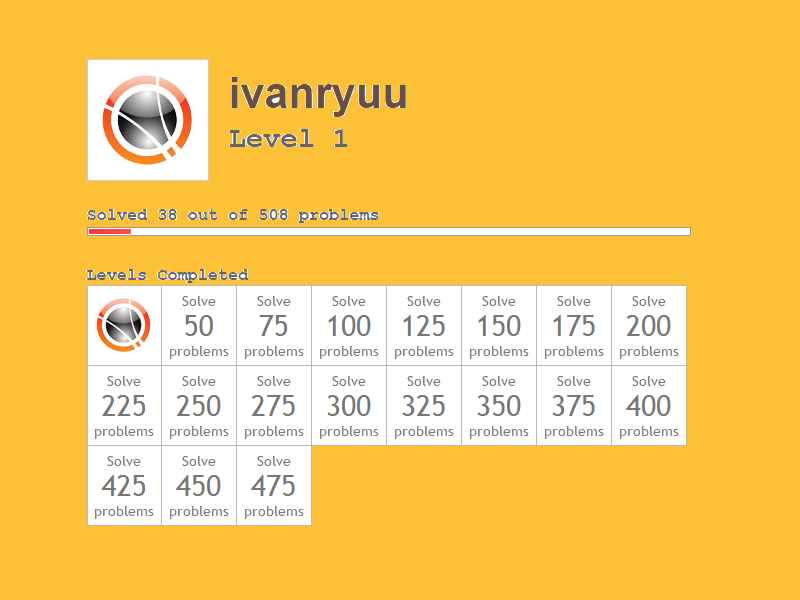 ivanryuu
Level 1
Solved 38 out of 508 problems
Levels Completed
Solve 50 problems
Solve 75 problems
Solve 100 problems
Solve 125 problems
Solve 150 problems
Solve 175 problems
Solve 200 problems
Solve 225 problems
Solve 250 problems
Solve 275 problems
Solve 300 problems
Solve 325 problems
Solve 350 problems
Solve 375 problems
Solve 400 problems
Solve 425 problems
Solve 450 problems
Solve 475 problems